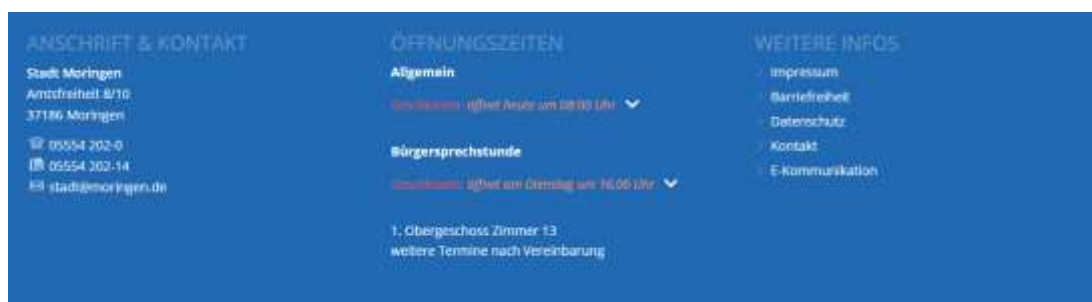 ANSCHRIFT & KONTAKT
Stadt Moringen
Amtsfreiheit 8/10
37186 Moringen
05554 202-0
05554 202-14
stadt@moringen.de
ÖFFNUNGSZEITEN
Allgemein
Geschlossen, öffnet heute um 08:00 Uhr
Bürgersprechstunde
Geschlossen, öffnet am Dienstag um 16:00 Uhr
1. Obergeschoss Zimmer 13
weitere Termine nach Vereinbarung
WEITERE INFOS
Impressum
Barrierefreiheit
Datenschutz
Kontakt
E-Kommunikation